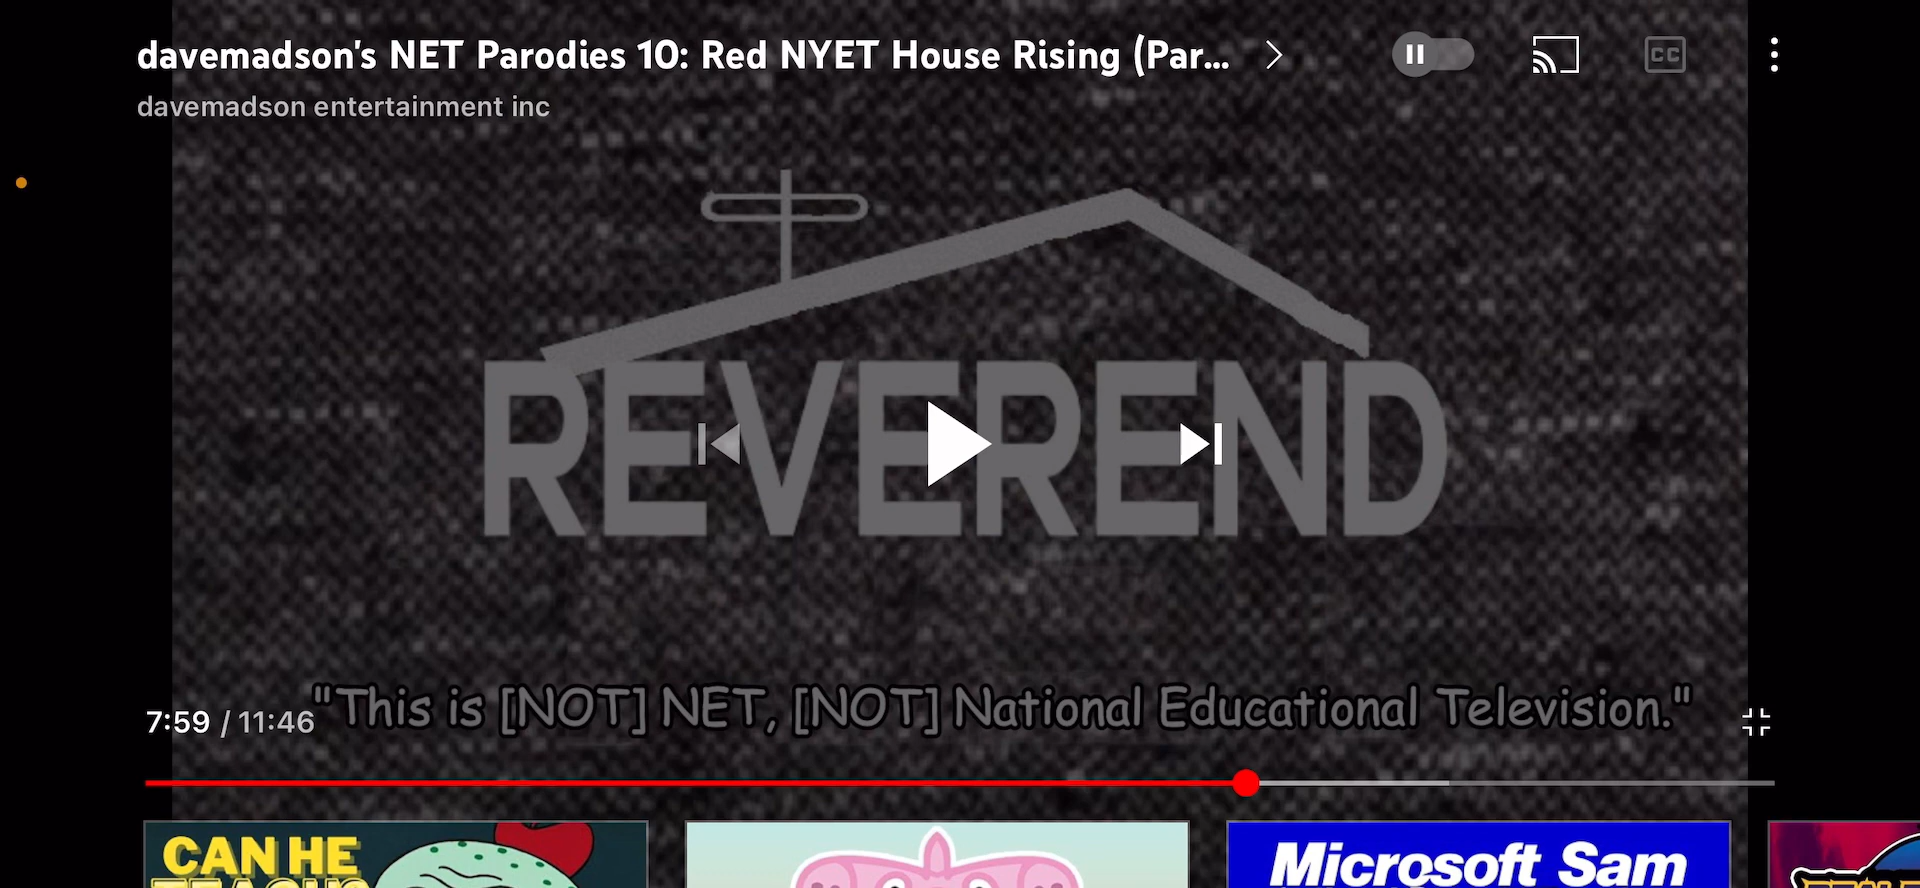 davemadson's NET Parodies 10: Red NYET House Rising (Par...
CC
davemadson entertainment inc
REVEREND
"This is [NOT] NET, [NOT] National Educational Television."
7:59 / 11:46
CAN HE
Microsoft Sam